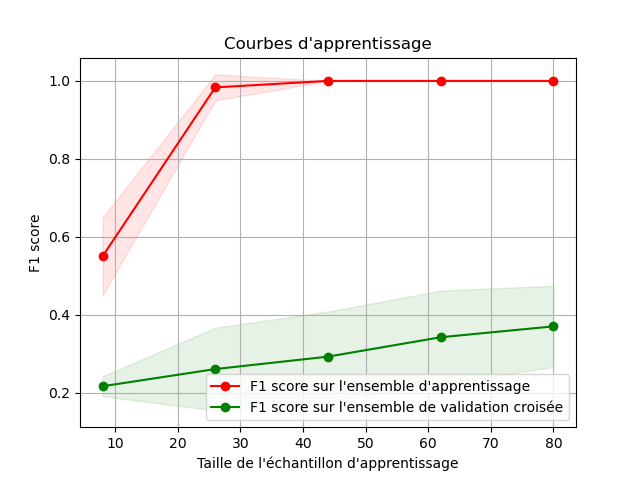 Courbes d'apprentissage
F1 score
1.0
0.8
0.6
0.4
0.2
F1 score sur l'ensemble d'apprentissage
F1 score sur l'ensemble de validation croisée
10 20 30 40 50 60 70 80
Taille de l'échantillon d'apprentissage